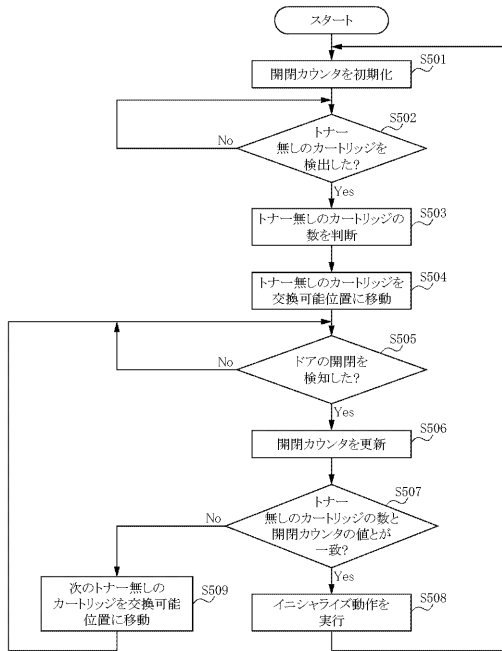 スタート
S501
開閉カウンタを初期化
S502
トナー
無しのカートリッジを
検出した?
No
Yes
S503
トナー無しのカートリッジの
数を判断
S504
トナー無しのカートリッジを
交換可能位置に移動
S505
ドアの開閉を
検知した?
No
Yes
S506
開閉カウンタを更新
S507
トナー
無しのカートリッジの数と
開閉カウンタの値とが
一致?
No
Yes
S509
次のトナー無しの
カートリッジを交換可能
位置に移動
S508
イニシャライズ動作を
実行